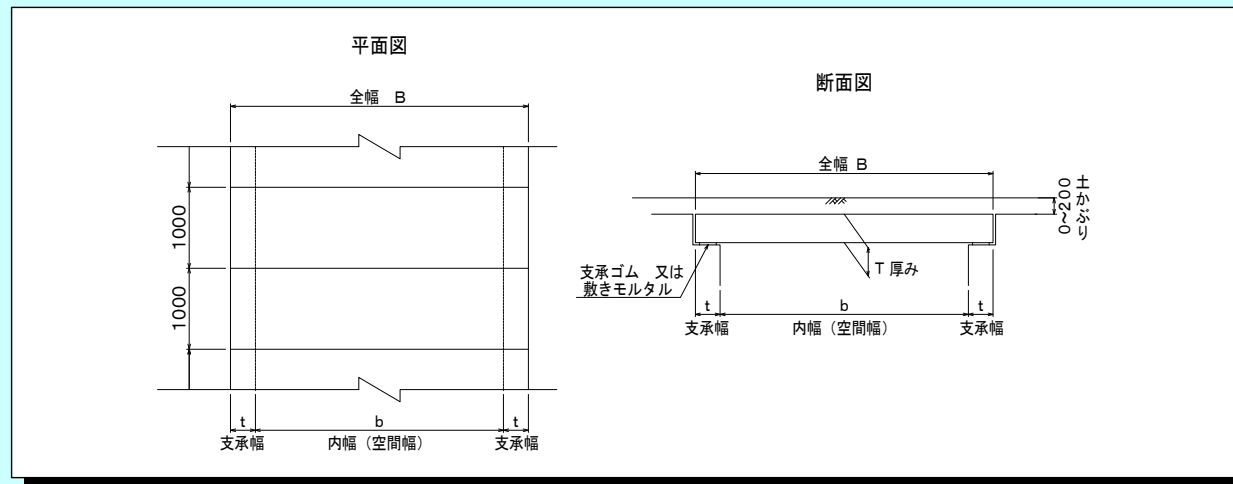 平面図
全幅 B
1000
1000
t
b
t
支承幅
内幅（空間幅）
支承幅
断面図
全幅 B
土かぶり
0~200
支承ゴム 又は
敷きモルタル
T 厚み
t
b
t
支承幅
内幅（空間幅）
支承幅